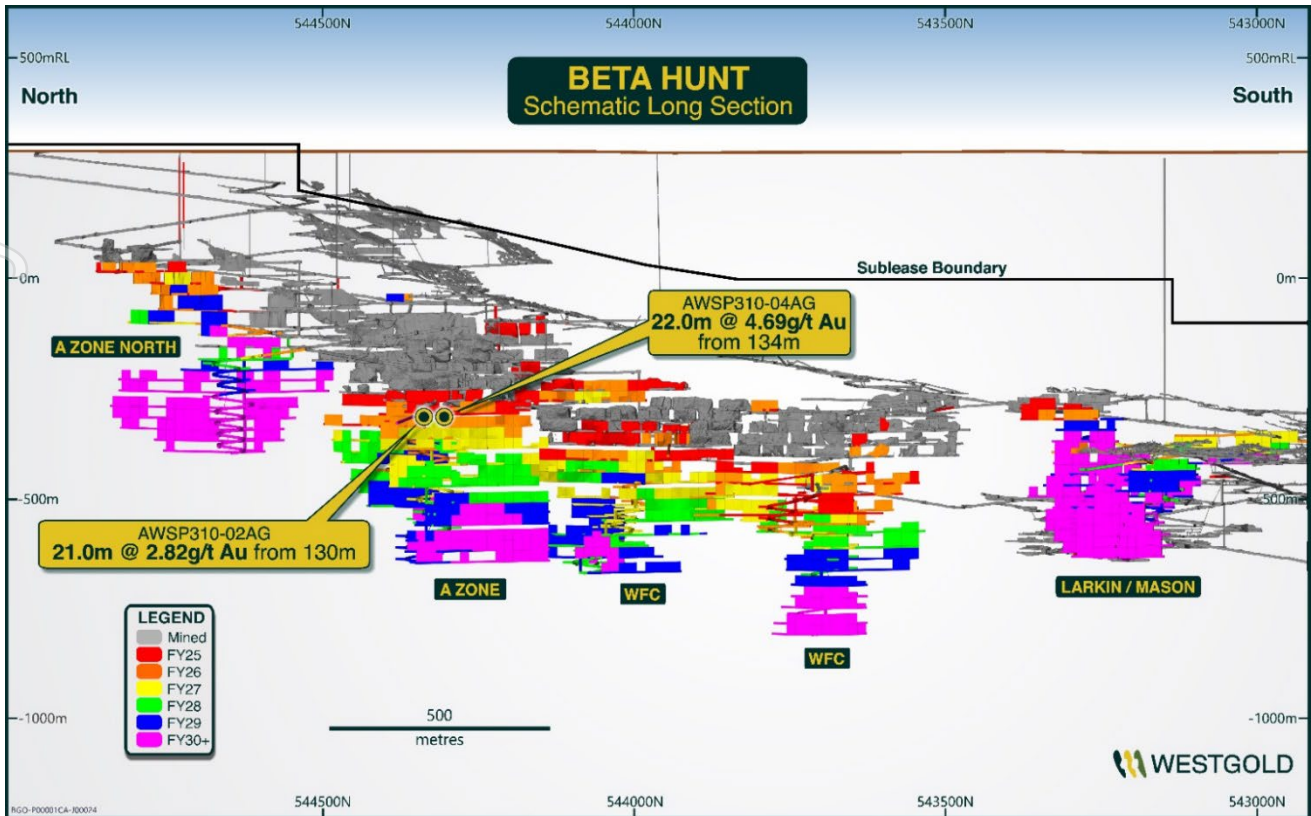 544500N
544000N
543500N
543000N
500mRL
500mRL
BETA HUNT
Schematic Long Section
North
South
Sublease Boundary
0m
0m
AWSP310-04AG
22.0m @ 4.69g/t Au
from 134m
A ZONE NORTH
-500m
-500m
AWSP310-02AG
21.0m @ 2.82g/t Au from 130m
A ZONE
WFC
LARKIN / MASON
WFC
LEGEND
Mined
FY25
FY26
FY27
FY28
FY29
FY30+
500
metres
-1000m
-1000m
WESTGOLD
544500N
544000N
543500N
543000N